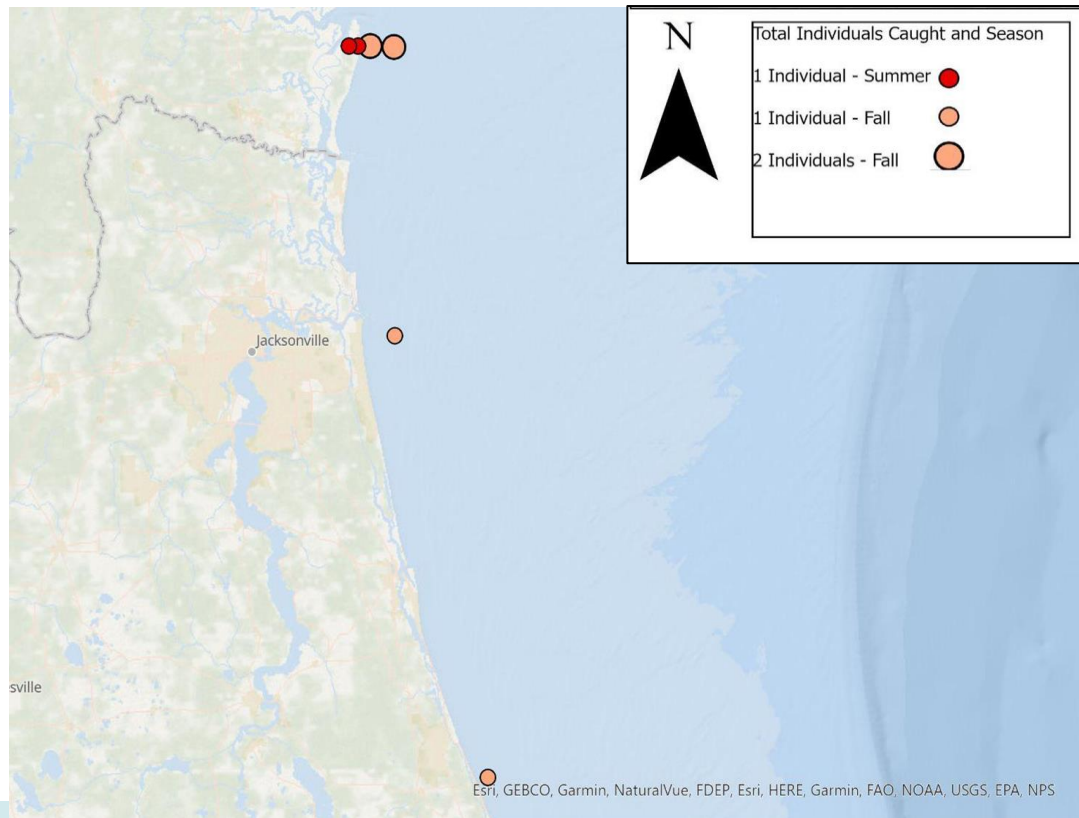 N
Total Individuals Caught and Season
1 Individual - Summer
1 Individual - Fall
2 Individuals - Fall
Jacksonville
sville
Esri, GEBCO, Garmin, NaturalVue, FDEP, Esri, HERE, Garmin, FAO, NOAA, USGS, EPA, NPS